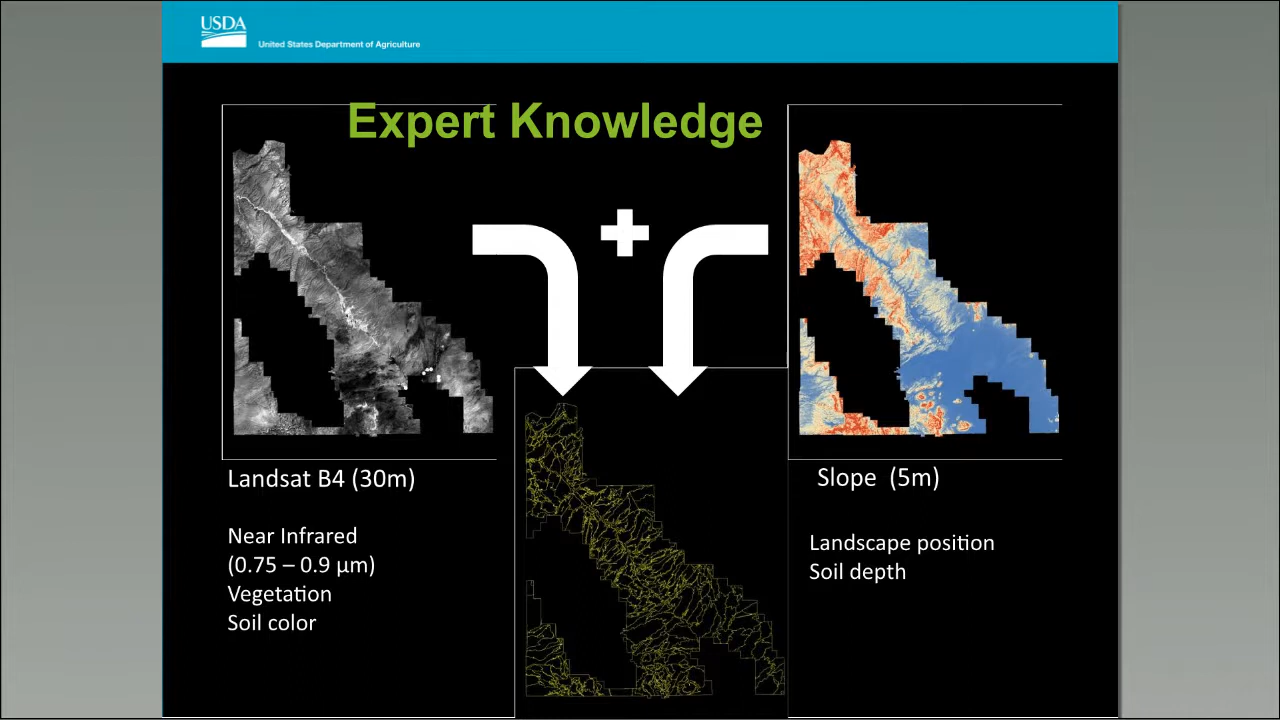 USDA
United States Department of Agriculture
Expert Knowledge
+
Landsat B4 (30m)
Near Infrared
(0.75 – 0.9 µm)
Vegetation
Soil color
Slope (5m)
Landscape position
Soil depth